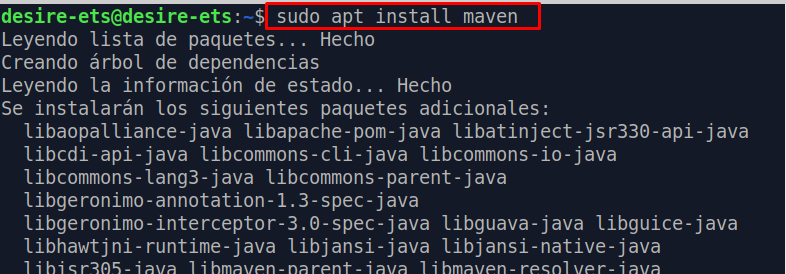 desire-ets@desire-ets:~$ sudo apt install maven
Leyendo lista de paquetes... Hecho
Creando árbol de dependencias
Leyendo la información de estado... Hecho
Se instalarán los siguientes paquetes adicionales:
libaopalliance-java libapache-pom-java libatinject-jsr330-api-java
libcdi-api-java libcommons-cli-java libcommons-io-java
libcommons-lang3-java libcommons-parent-java
libgeronimo-annotation-1.3-spec-java
libgeronimo-interceptor-3.0-spec-java libguava-java libguice-java
libhawtjni-runtime-java libjansi-java libjansi-native-java
libjsr305-java libmaven-parent-java libmaven-resolver-java